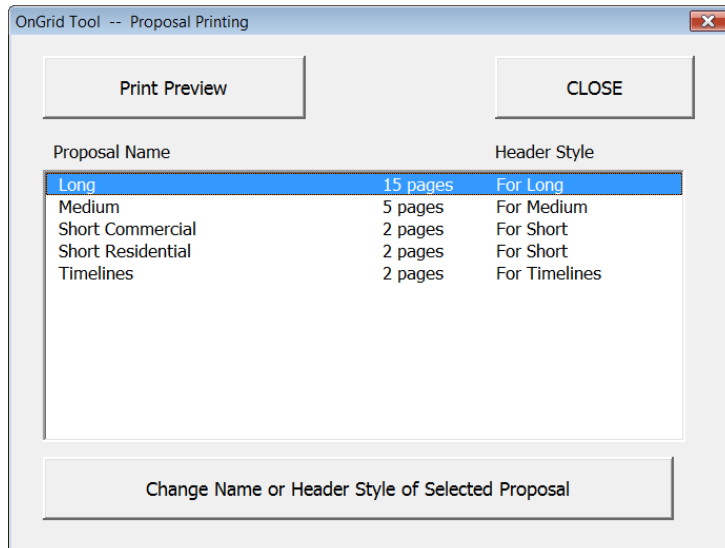 OnGrid Tool -- Proposal Printing
Print Preview CLOSE
Proposal Name Header Style
Long 15 pages For Long
Medium 5 pages For Medium
Short Commercial 2 pages For Short
Short Residential 2 pages For Short
Timelines 2 pages For Timelines
Change Name or Header Style of Selected Proposal